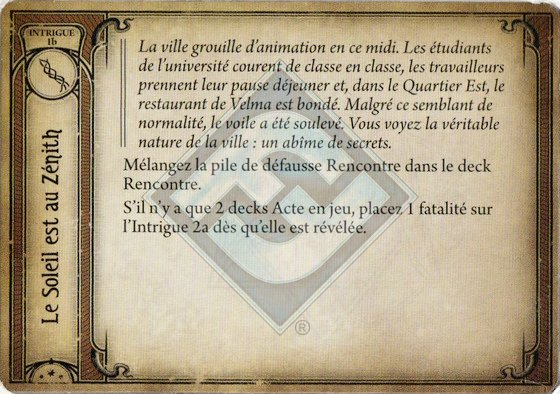 INTRIGUE
1b
Le Soleil est au Zénith
La ville grouille d'animation en ce midi. Les étudiants
de l'université courent de classe en classe, les travailleurs
prennent leur pause déjeuner et, dans le Quartier Est, le
restaurant de Velma est bondé. Malgré ce semblant de
normalité, le voile a été soulevé. Vous voyez la véritable
nature de la ville : un abîme de secrets.
Mélangez la pile de défausse Rencontre dans le deck
Rencontre.
S'il n'y a que 2 decks Acte en jeu, placez 1 fatalité sur
l'Intrigue 2a dès qu'elle est révélée.
®